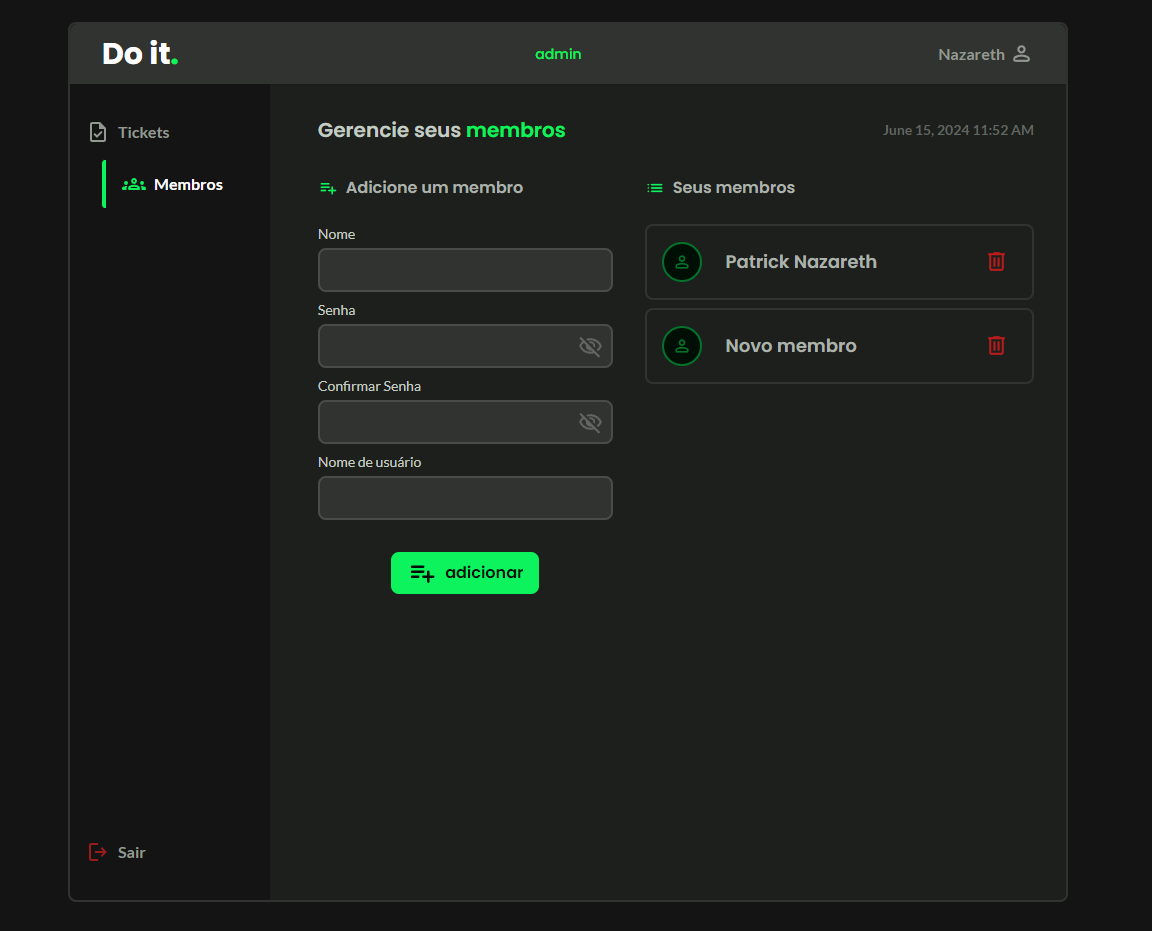 Do it.
admin
Nazareth
Tickets
Membros
Sair
Gerencie seus membros
June 15, 2024 11:52 AM
Adicione um membro
Nome
Senha
Confirmar Senha
Nome de usuário
adicionar
Seus membros
Patrick Nazareth
Novo membro